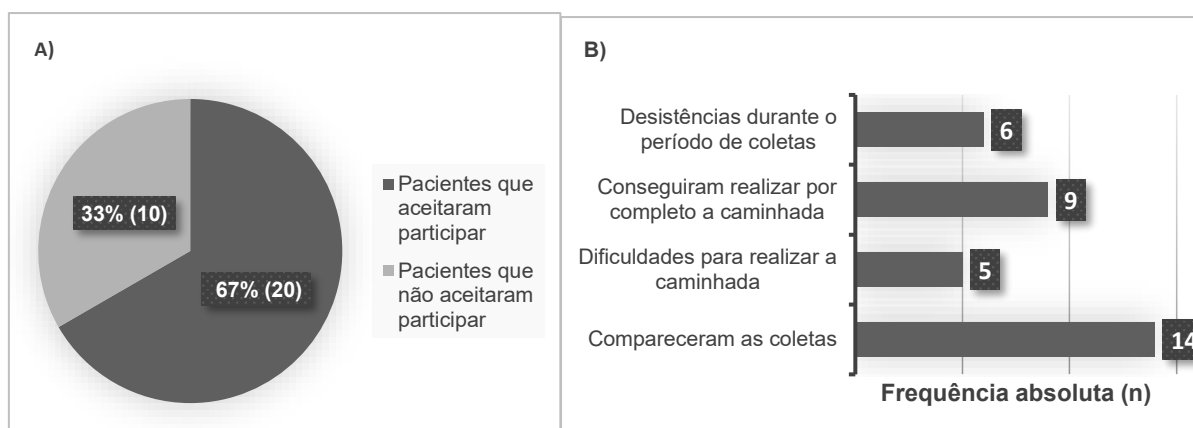 A)
33% (10)
67% (20)
Pacientes que
aceitaram
participar
Pacientes que
não aceitaram
participar
B)
Desistências durante o
período de coletas
6
Conseguiram realizar por
completo a caminhada
9
Dificuldades para realizar a
caminhada
5
Compareceram as coletas
14
Frequência absoluta (n)